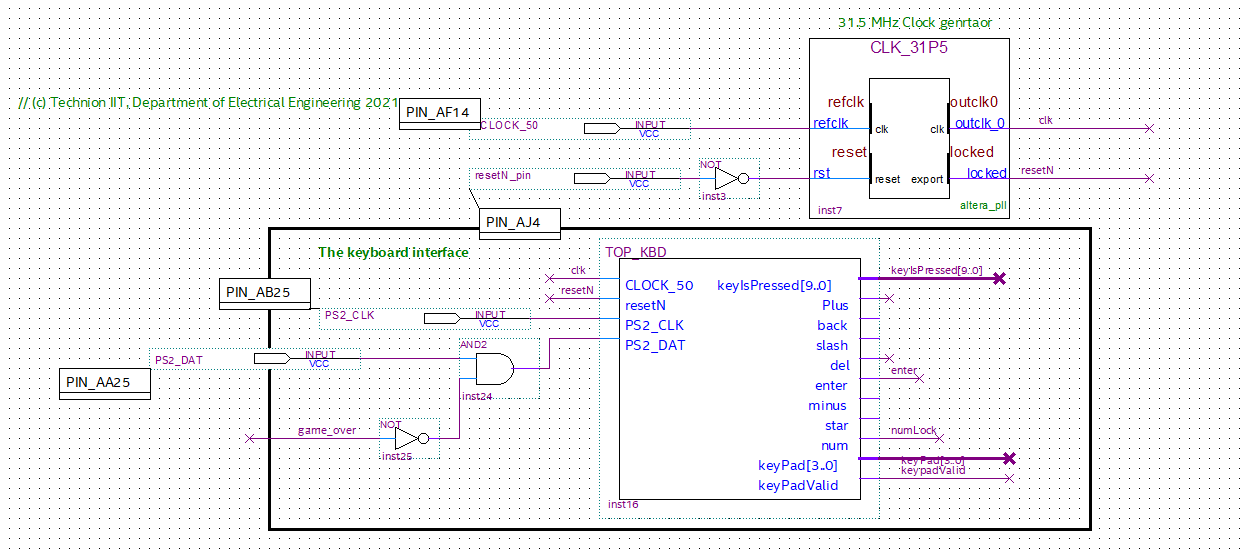 31.5 MHz Clock genrtaor
CLK_31P5
// (c) Technion IIT, Department of Electrical Engineering 2021
PIN_AF14
CLOCK_50
INPUT
VCC
refclk
outclk0
refclk
clk
clk
outclk_0
clk
resetN_pin
INPUT
VCC
NOT
inst3
reset
locked
rst
reset
export
locked
resetN
inst7
altera_pll
PIN_AJ4
The keyboard interface
TOP_KBD
clk
CLOCK_50
keyIsPressed[9..0]
keyIsPressed[9..0]
resetN
resetN
Plus
PIN_AB25
PS2_CLK
INPUT
VCC
PS2_CLK
back
PS2_DAT
slash
PS2_DAT
INPUT
VCC
AND2
inst24
del
PIN_AA25
enter
enter
minus
star
game_over
NOT
inst25
num
numLock
keyPad[3..0]
keyPad[3..0]
keyPadValid
keypadValid
inst16